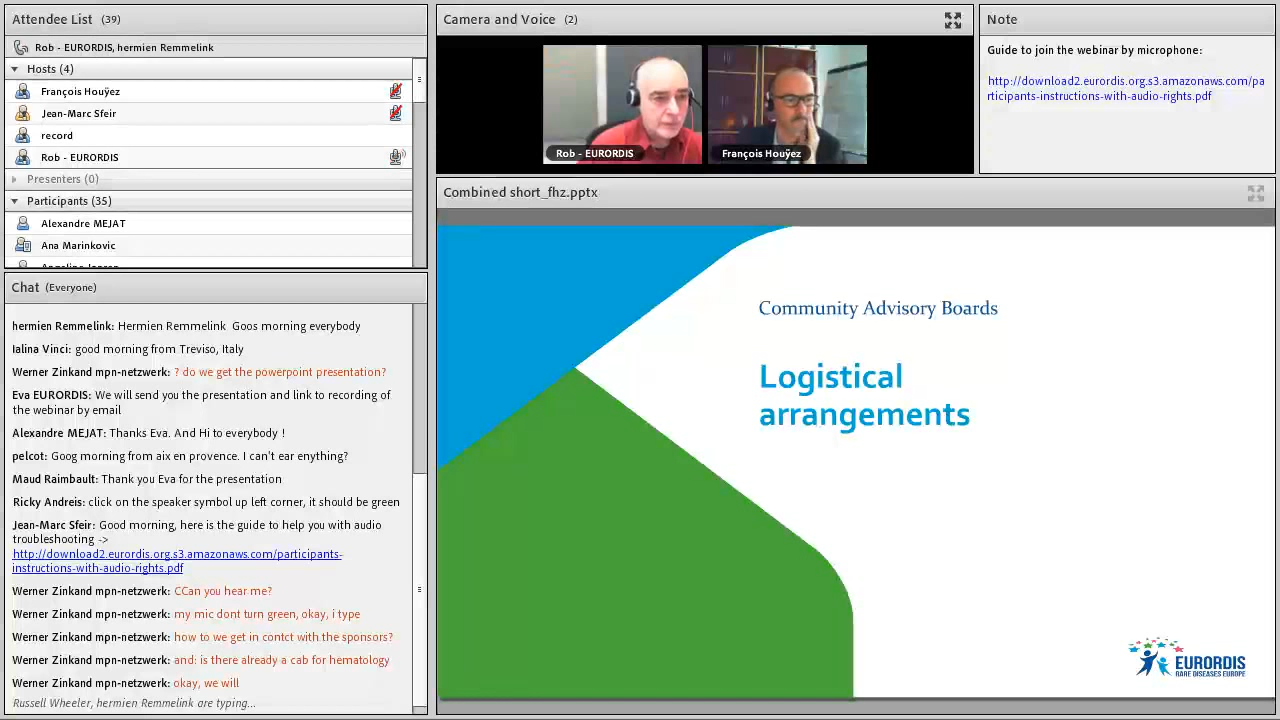 Attendee List (39)
Rob - EURORDIS, hermien Remmelink
Hosts (4)
François Houÿez
Jean-Marc Sfeir
record
Rob - EURORDIS
Presenters (0)
Participants (35)
Alexandre MEJAT
Ana Marinkovic
Chat (Everyone)
hermien Remmelink: Hermien Remmelink Goos morning everybody
Ialina Vinci: good morning from Treviso, Italy
Werner Zinkand mpn-netzwerk: ? do we get the powerpoint presentation?
Eva EURORDIS: We will send you the presentation and link to recording of
the webinar by email
Alexandre MEJAT: Thanks Eva. And Hi to everybody !
pelcot: Goog morning from aix en provence. I can't ear enything?
Maud Raimbault: Thank you Eva for the presentation
Ricky Andreis: click on the speaker symbol up left corner, it should be green
Jean-Marc Sfeir: Good morning, here is the guide to help you with audio
troubleshooting ->
http://download2.eurordis.org.s3.amazonaws.com/participants-
instructions-with-audio-rights.pdf
Werner Zinkand mpn-netzwerk: CCan you hear me?
Werner Zinkand mpn-netzwerk: my mic dont turn green, okay, i type
Werner Zinkand mpn-netzwerk: how to we get in contct with the sponsors?
Werner Zinkand mpn-netzwerk: and: is there already a cab for hematology
Werner Zinkand mpn-netzwerk: okay, we will
Russell Wheeler, hermien Remmelink are typing...
Camera and Voice (2)
Rob - EURORDIS
François Houÿez
Note
Guide to join the webinar by microphone:
http://download2.eurordis.org.s3.amazonaws.com/pa
rticipants-instructions-with-audio-rights.pdf
Combined short_fhz.pptx
Community Advisory Boards
Logistical
arrangements
EURORDIS
RARE DISEASES EUROPE